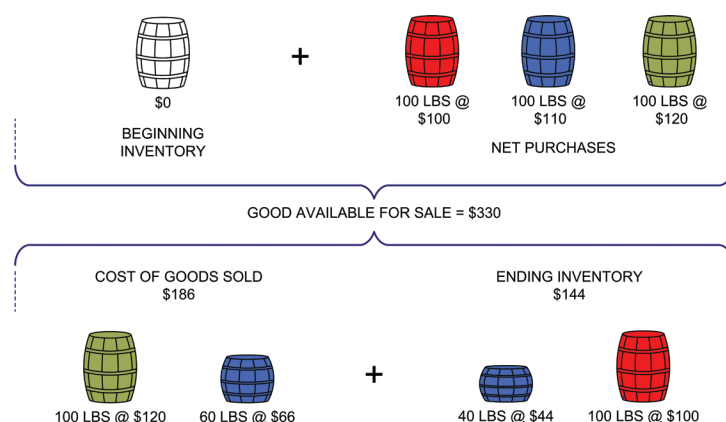 +
$0
100 LBS @
$100
100 LBS @
$110
100 LBS @
$120
BEGINNING
INVENTORY
NET PURCHASES
GOOD AVAILABLE FOR SALE = $330
COST OF GOODS SOLD
$186
ENDING INVENTORY
$144
+
100 LBS @ $120
60 LBS @ $66
40 LBS @ $44
100 LBS @ $100